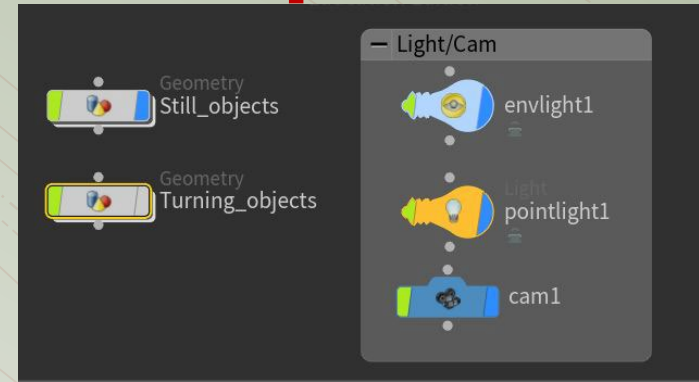 Geometry
Still_objects
Geometry
Turning_objects
Light/Cam
envlight1
Light
pointlight1
cam1